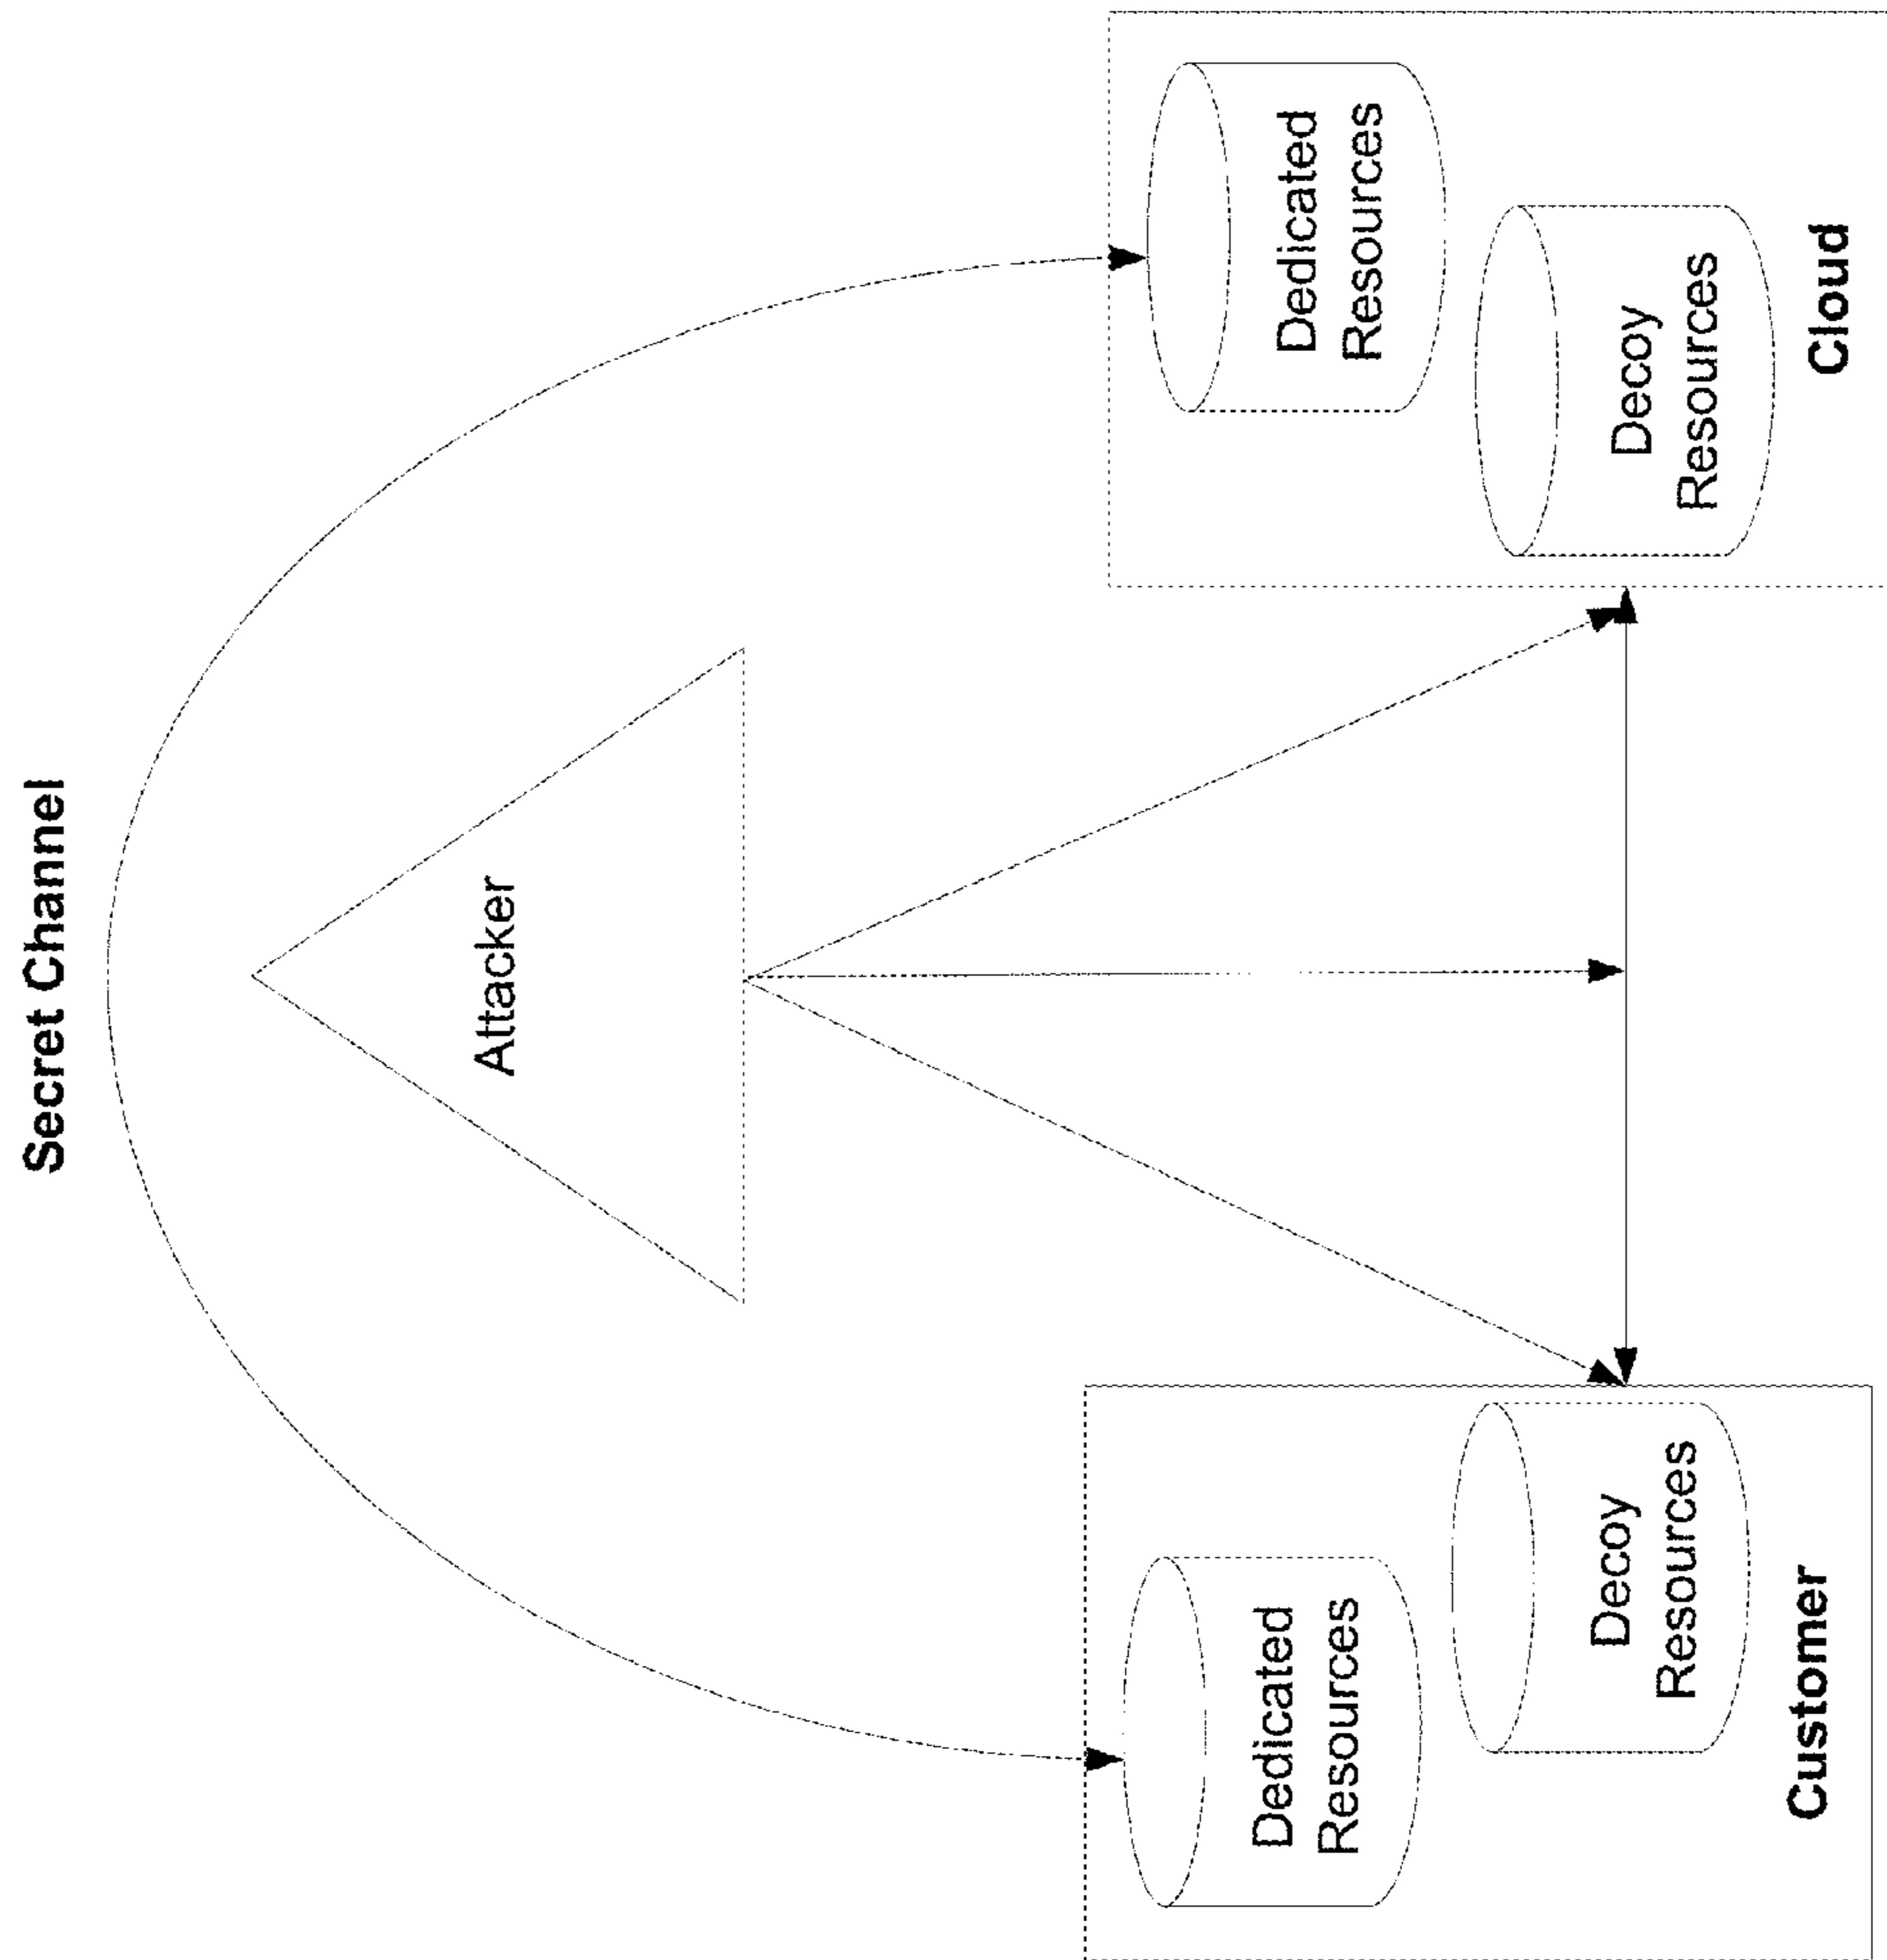 Secret Channel
Attacker
Dedicated
Resources
Decoy
Resources
Customer
Dedicated
Resources
Decoy
Resources
Cloud